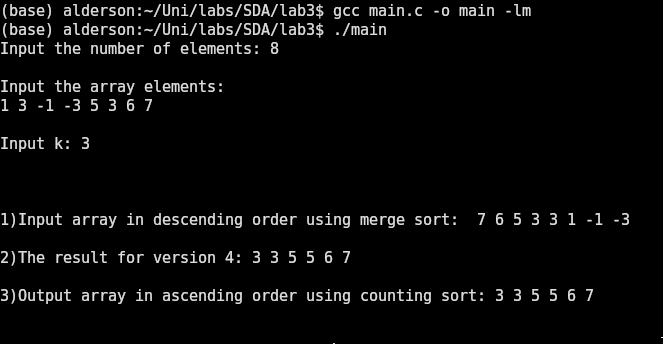 (base) alderson:~/Uni/labs/SDA/lab3$ gcc main.c -o main -lm
(base) alderson:~/Uni/labs/SDA/lab3$ ./main
Input the number of elements: 8
Input the array elements:
1 3 -1 -3 5 3 6 7
Input k: 3
1)Input array in descending order using merge sort:  7 6 5 3 3 1 -1 -3
2)The result for version 4: 3 3 5 5 6 7
3)Output array in ascending order using counting sort: 3 3 5 5 6 7